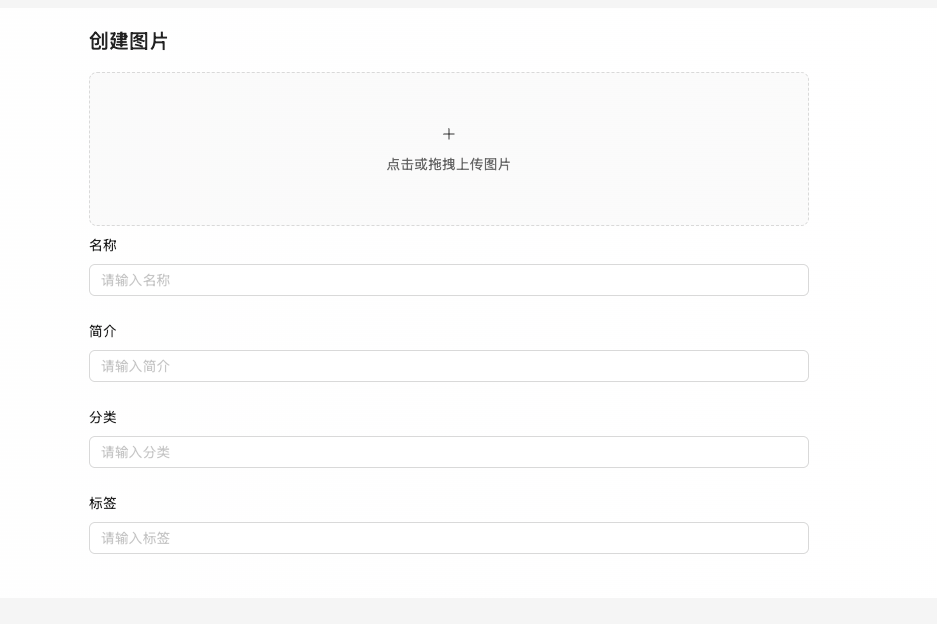 创建图片
点击或拖拽上传图片
名称
请输入名称
简介
请输入简介
分类
请输入分类
标签
请输入标签